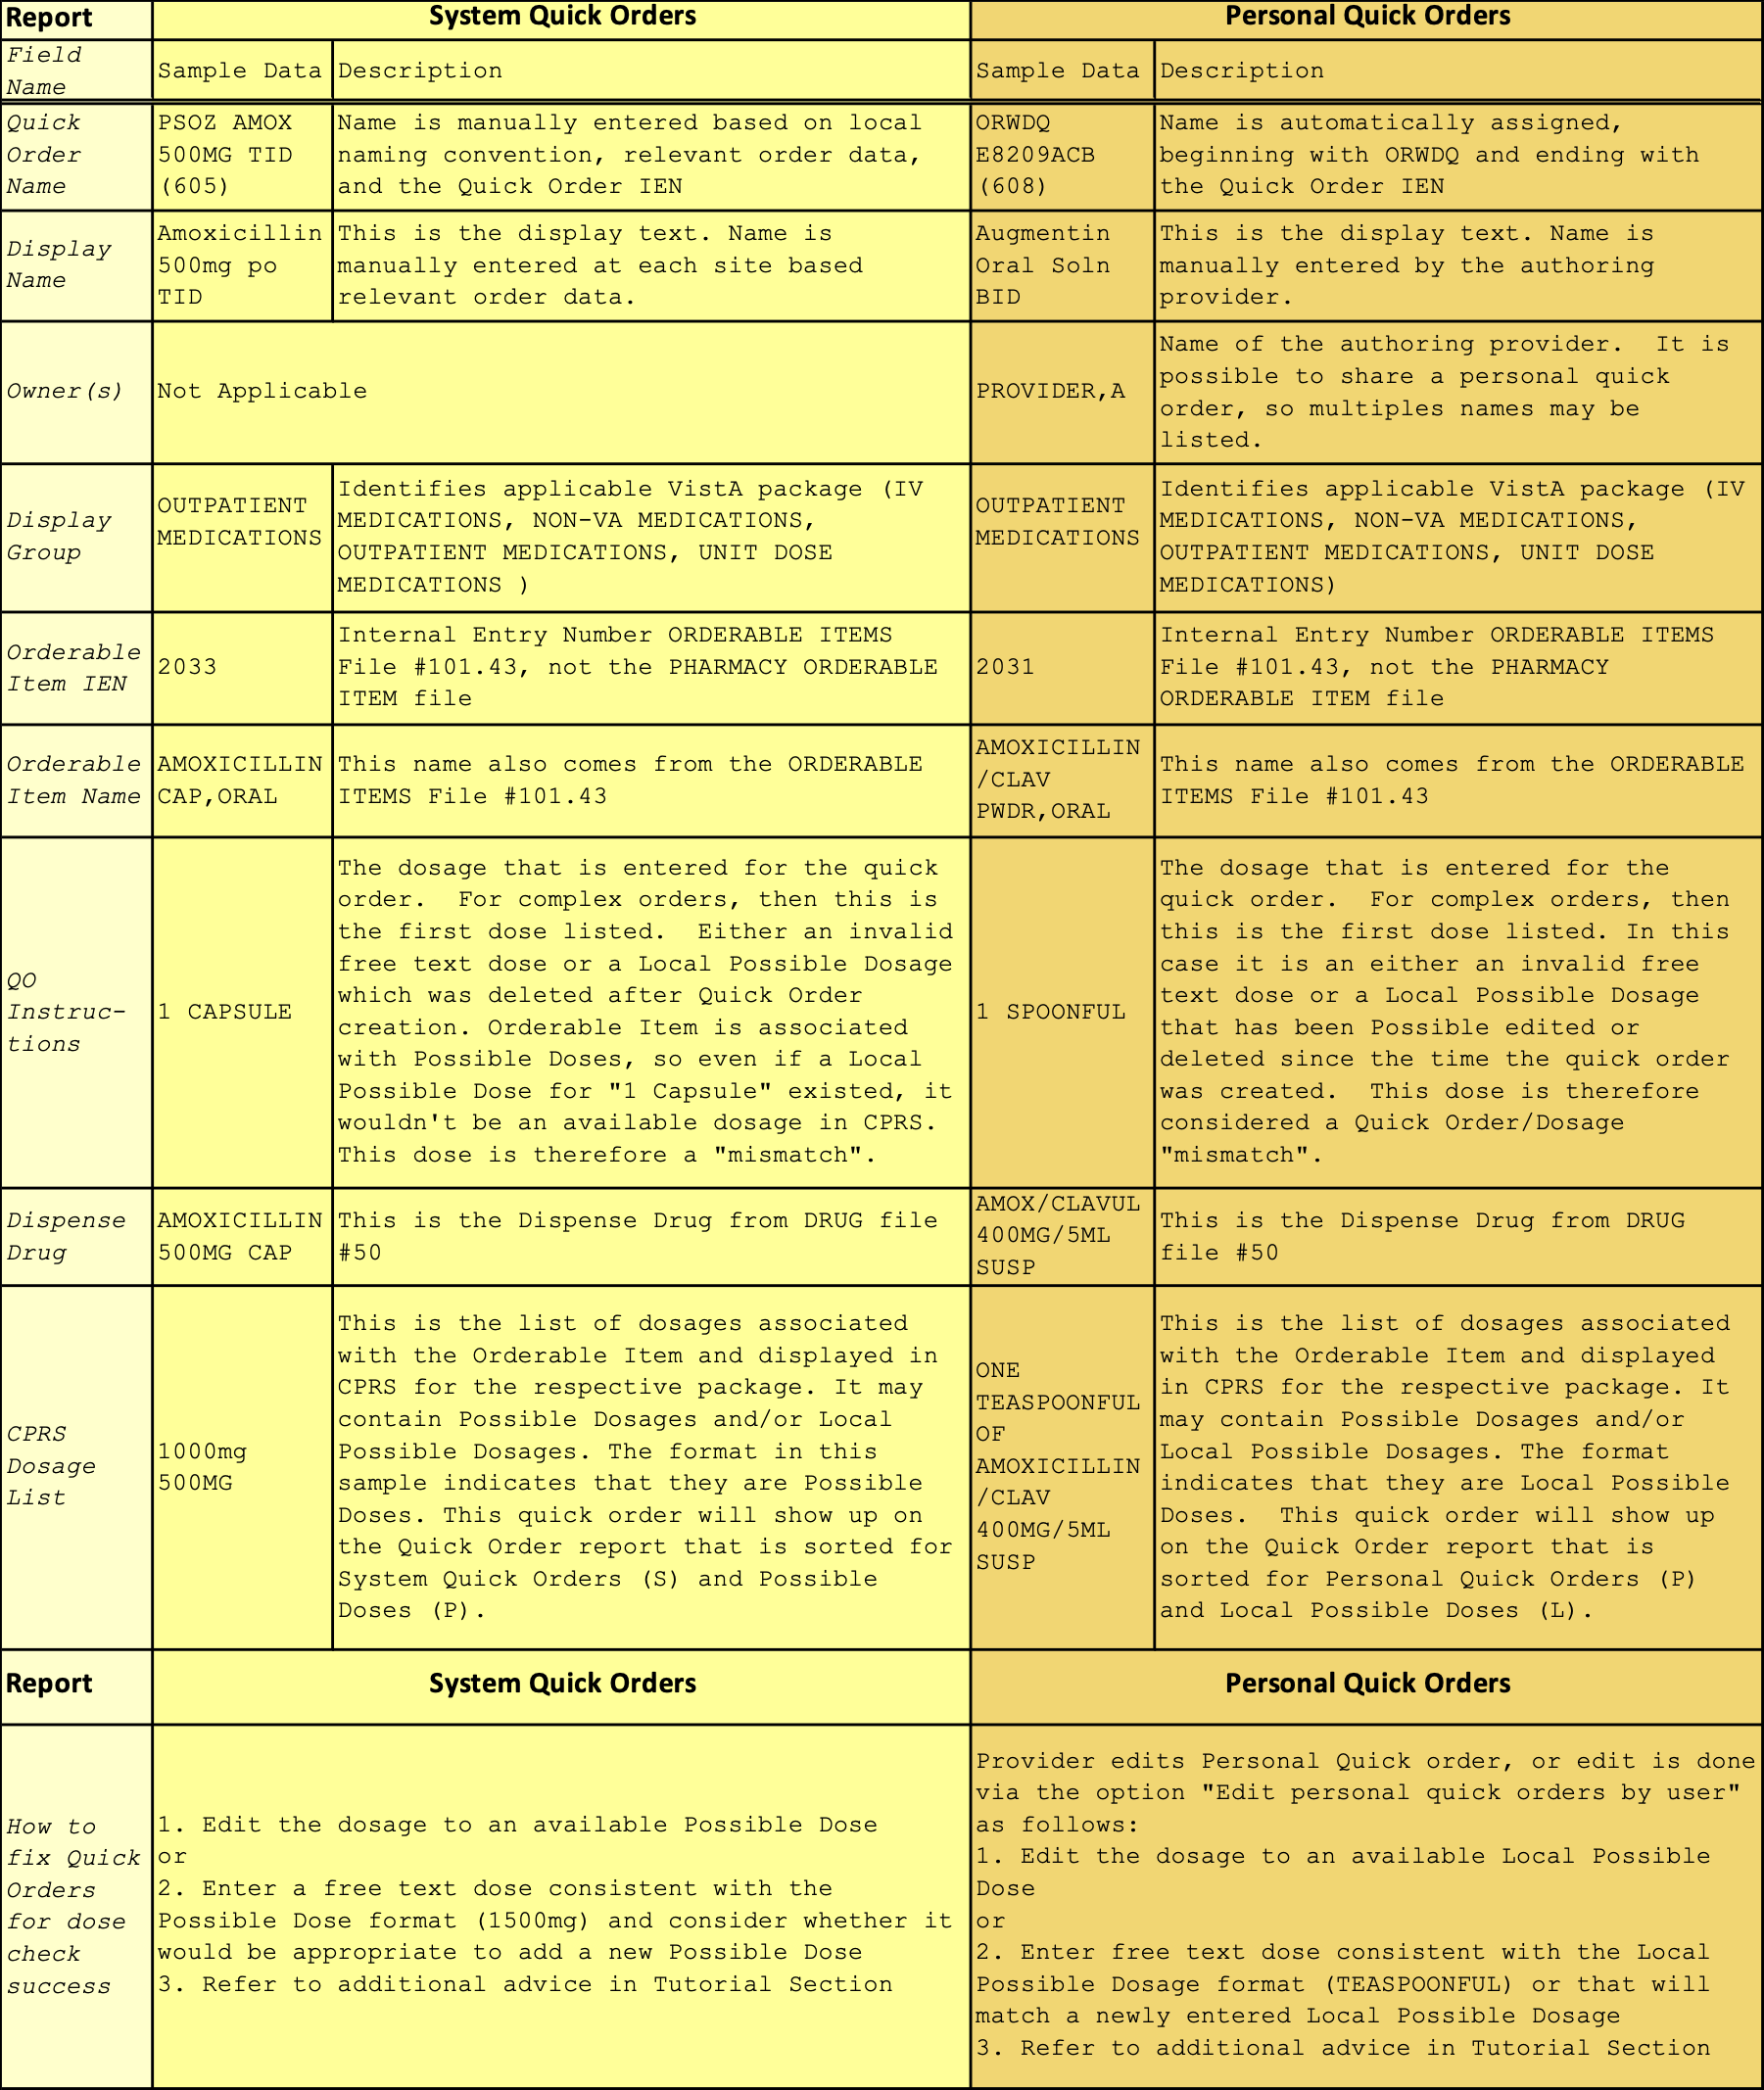 Report
System Quick Orders
Personal Quick Orders
Field
Name
Sample Data
Description
Sample Data
Description
Quick
Order
Name
PSOZ AMOX
500MG TID
(605)
Name is manually entered based on local
naming convention, relevant order data,
and the Quick Order IEN
ORWDQ
E8209ACB
(608)
Name is automatically assigned,
beginning with ORWDQ and ending with
the Quick Order IEN
Display
Name
Amoxicillin
500mg po
TID
This is the display text. Name is
manually entered at each site based
relevant order data.
Augmentin
Oral Soln
BID
This is the display text. Name is
manually entered by the authoring
provider.
Owner(s)
Not Applicable
PROVIDER,A
Name of the authoring provider.  It is
possible to share a personal quick
order, so multiples names may be
listed.
Display
Group
OUTPATIENT
MEDICATIONS
Identifies applicable VistA package (IV
MEDICATIONS, NON-VA MEDICATIONS,
OUTPATIENT MEDICATIONS, UNIT DOSE
MEDICATIONS )
OUTPATIENT
MEDICATIONS
Identifies applicable VistA package (IV
MEDICATIONS, NON-VA MEDICATIONS,
OUTPATIENT MEDICATIONS, UNIT DOSE
MEDICATIONS)
Orderable
Item IEN
2033
Internal Entry Number ORDERABLE ITEMS
File #101.43, not the PHARMACY ORDERABLE
ITEM file
2031
Internal Entry Number ORDERABLE ITEMS
File #101.43, not the PHARMACY
ORDERABLE ITEM file
Orderable
Item Name
AMOXICILLIN
CAP,ORAL
This name also comes from the ORDERABLE
ITEMS File #101.43
AMOXICILLIN
/CLAV
PWDR,ORAL
This name also comes from the ORDERABLE
ITEMS File #101.43
QO
Instruc-
tions
1 CAPSULE
The dosage that is entered for the quick
order.  For complex orders, then this is
the first dose listed.  Either an invalid
free text dose or a Local Possible Dosage
which was deleted after Quick Order
creation. Orderable Item is associated
with Possible Doses, so even if a Local
Possible Dose for "1 Capsule" existed, it
wouldn't be an available dosage in CPRS.
This dose is therefore a "mismatch".
1 SPOONFUL
The dosage that is entered for the
quick order.  For complex orders, then
this is the first dose listed. In this
case it is an either an invalid free
text dose or a Local Possible Dosage
that has been Possible edited or
deleted since the time the quick order
was created.  This dose is therefore
considered a Quick Order/Dosage
"mismatch".
Dispense
Drug
AMOXICILLIN
500MG CAP
This is the Dispense Drug from DRUG file
#50
AMOX/CLAVUL
400MG/5ML
SUSP
This is the Dispense Drug from DRUG
file #50
CPRS
Dosage
List
1000mg
500MG
This is the list of dosages associated
with the Orderable Item and displayed in
CPRS for the respective package. It may
contain Possible Dosages and/or Local
Possible Dosages. The format in this
sample indicates that they are Possible
Doses. This quick order will show up on
the Quick Order report that is sorted for
System Quick Orders (S) and Possible
Doses (P).
ONE
TEASPOONFUL
OF
AMOXICILLIN
/CLAV
400MG/5ML
SUSP
This is the list of dosages associated
with the Orderable Item and displayed
in CPRS for the respective package. It
may contain Possible Dosages and/or
Local Possible Dosages. The format
indicates that they are Local Possible
Doses.  This quick order will show up
on the Quick Order report that is
sorted for Personal Quick Orders (P)
and Local Possible Doses (L).
Report
System Quick Orders
Personal Quick Orders
How to
fix Quick
Orders
for dose
check
success
1. Edit the dosage to an available Possible Dose
or
2. Enter a free text dose consistent with the
Possible Dose format (1500mg) and consider whether it
would be appropriate to add a new Possible Dose
3. Refer to additional advice in Tutorial Section
Provider edits Personal Quick order, or edit is done
via the option "Edit personal quick orders by user"
as follows:
1. Edit the dosage to an available Local Possible
Dose
or
2. Enter free text dose consistent with the Local
Possible Dosage format (TEASPOONFUL) or that will
match a newly entered Local Possible Dosage
3. Refer to additional advice in Tutorial Section